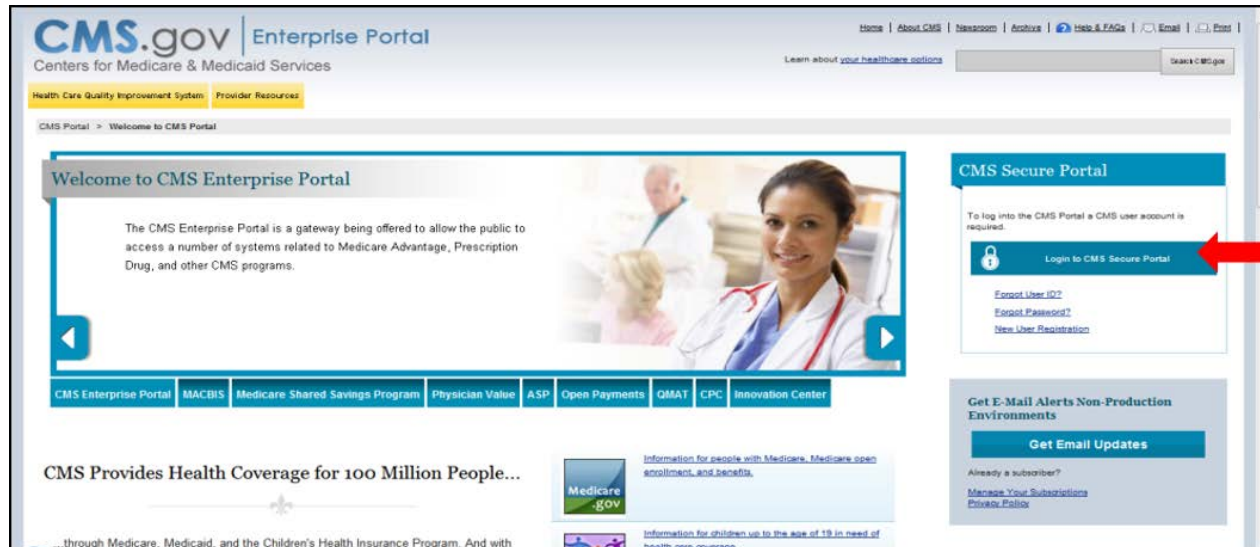 CMS.gov | Enterprise Portal
Centers for Medicare & Medicaid Services
Home | About CMS | Newsroom | Archive | Help & FAQs | Email | Print |
Learn about your healthcare options
Search CMS.gov
Health Care Quality Improvement System
Provider Resources
CMS Portal > Welcome to CMS Portal
Welcome to CMS Enterprise Portal
The CMS Enterprise Portal is a gateway being offered to allow the public to
access a number of systems related to Medicare Advantage, Prescription
Drug, and other CMS programs.
CMS Enterprise Portal
MACBIS
Medicare Shared Savings Program
Physician Value
ASP
Open Payments
QMAT
CPC
Innovation Center
CMS Secure Portal
To log into the CMS Portal a CMS user account is
required.
Login to CMS Secure Portal
Forgot User ID?
Forgot Password?
New User Registration
Get E-Mail Alerts Non-Production
Environments
Get Email Updates
Already a subscriber?
Manage Your Subscriptions
Privacy Policy
CMS Provides Health Coverage for 100 Million People...
...through Medicare, Medicaid, and the Children's Health Insurance Program. And with
Medicare
.gov
Information for people with Medicare, Medicare open
enrollment, and benefits.
Information for children up to the age of 19 in need of
health care coverage.